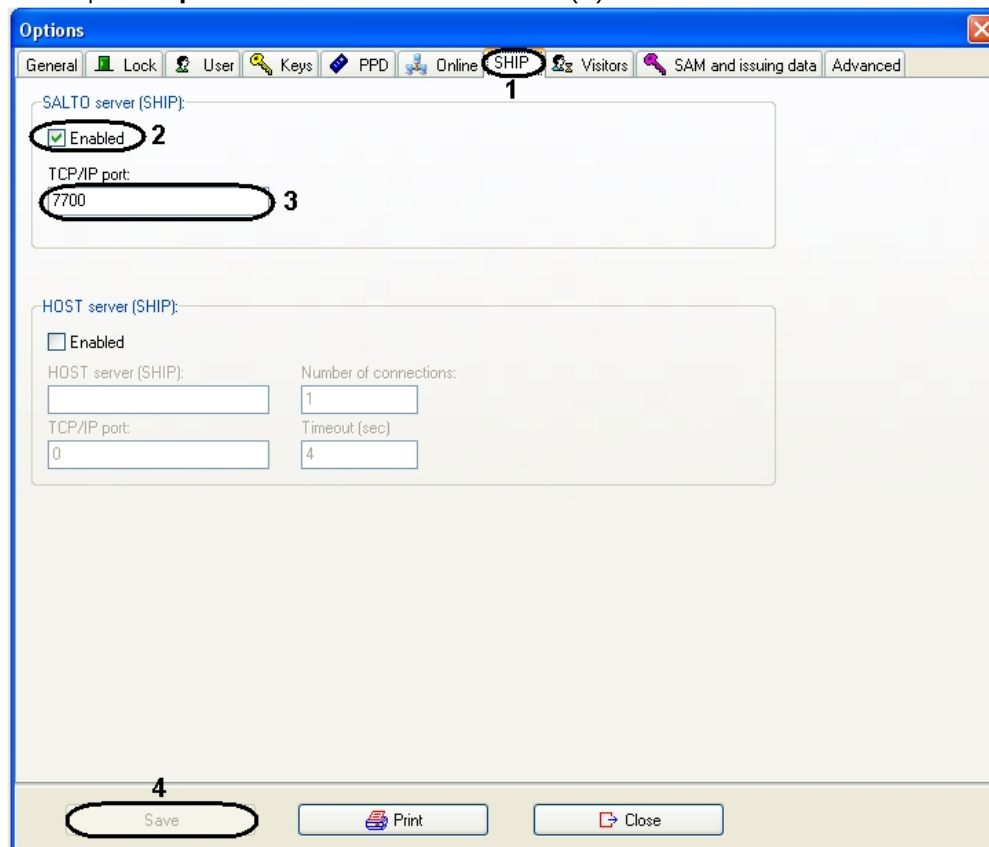 Options
General Lock User Keys PPD Online SHIP Visitors SAM and issuing data Advanced
1
SALTO server (SHIP):
Enabled 2
TCP/IP port:
7700 3
HOST server (SHIP):
Enabled
HOST server (SHIP): Number of connections:
1
TCP/IP port: Timeout (sec)
0 4
4
Save Print Close